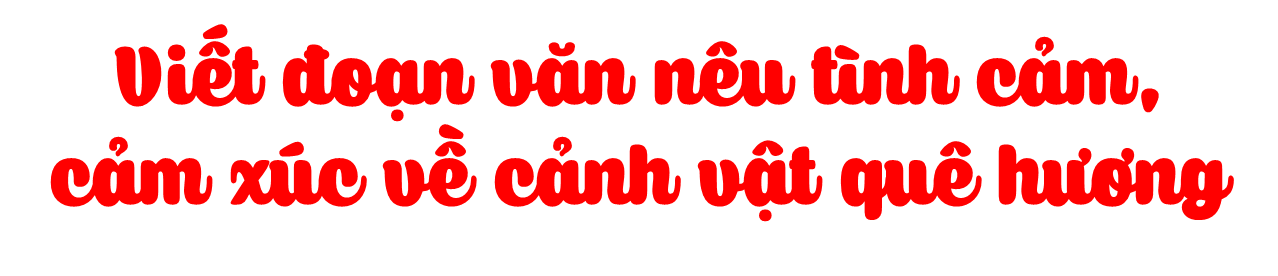 Viết đoạn văn nêu tình cảm,
cảm xúc về cảnh vật quê hương